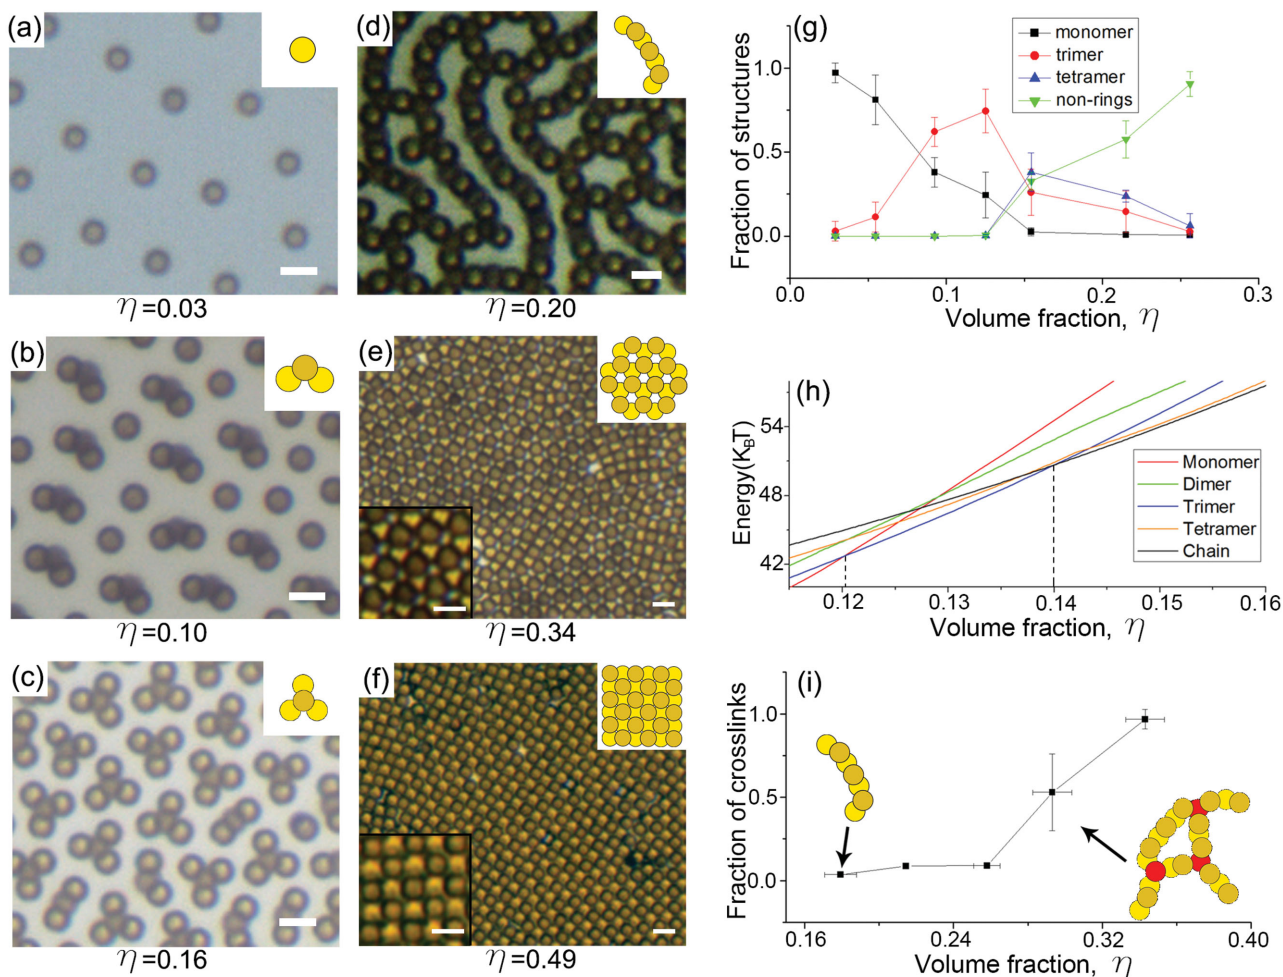 (a)
η=0.03
(b)
η=0.10
(c)
η=0.16
(d)
η=0.20
(e)
η=0.34
(f)
η=0.49
(g)
monomer
trimer
tetramer
non-rings
Fraction of structures
1.0
0.5
0.0
0.0 0.1 0.2 0.3
Volume fraction, η
(h)
Energy(KBT)
54
48
42
Monomer
Dimer
Trimer
Tetramer
Chain
0.12 0.13 0.14 0.15 0.16
Volume fraction, η
(i)
Fraction of crosslinks
1.0
0.5
0.0
0.16 0.24 0.32 0.40
Volume fraction, η